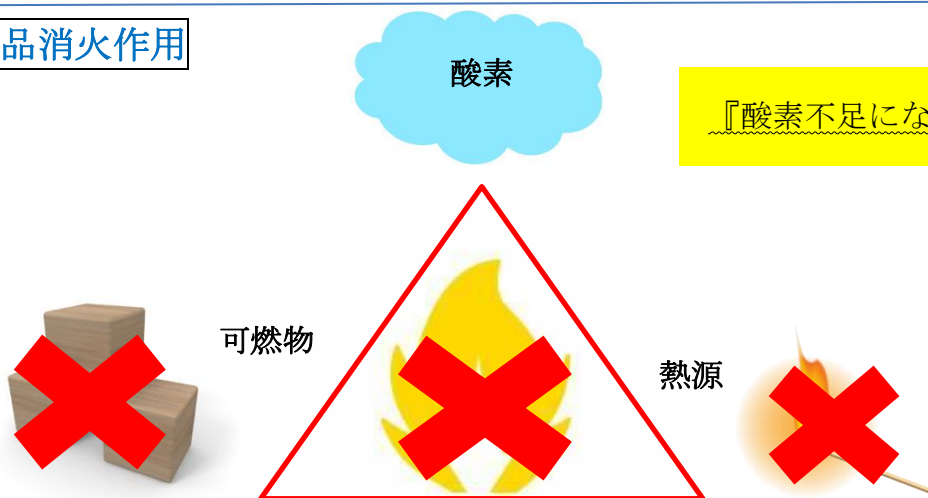 品消火作用
酸素
『酸素不足にな
可燃物
熱源